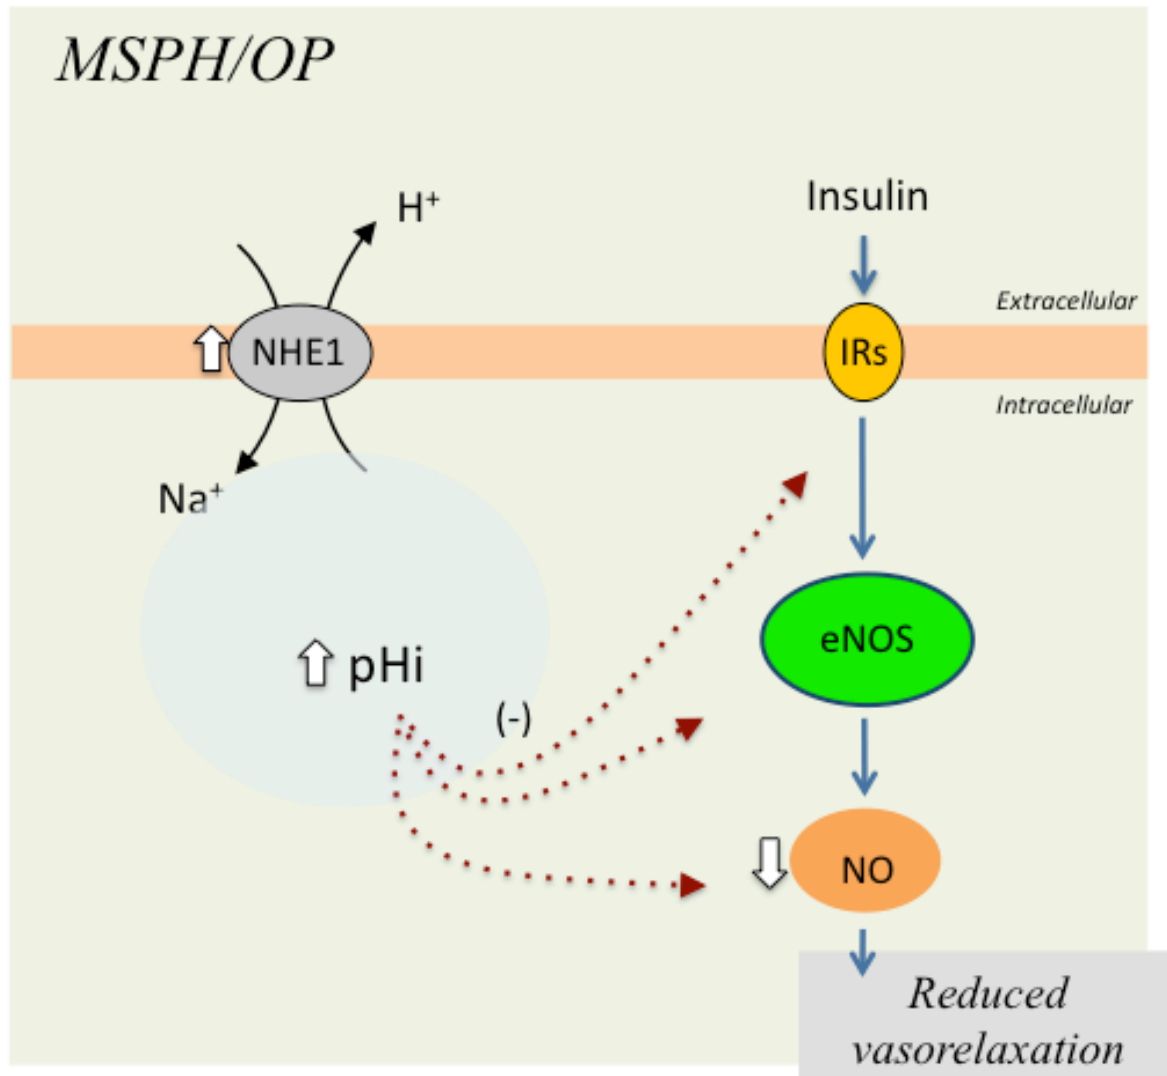 MSPH/OP
H⁺
Insulin
Extracellular
NHE1
IRs
Intracellular
Na⁺
eNOS
pHi
(-)
NO
Reduced
vasorelaxation